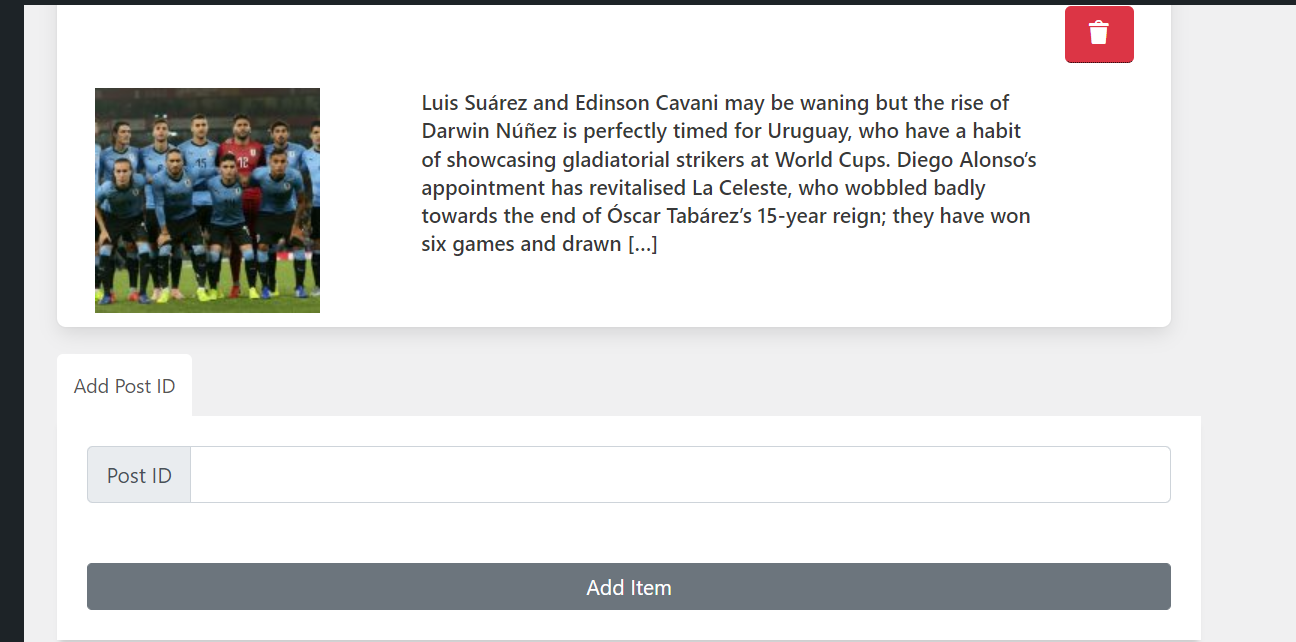 15
12
Luis Suárez and Edinson Cavani may be waning but the rise of
Darwin Núñez is perfectly timed for Uruguay, who have a habit
of showcasing gladiatorial strikers at World Cups. Diego Alonso’s
appointment has revitalised La Celeste, who wobbled badly
towards the end of Óscar Tabárez’s 15-year reign; they have won
six games and drawn […]
Add Post ID
Post ID
Add Item